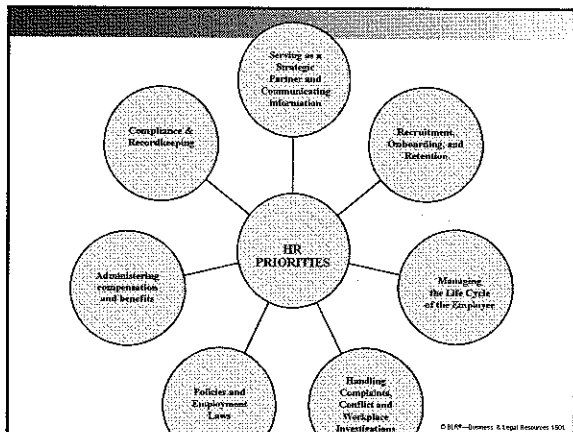 Serving as a
Strategic
Partner and
Communicating
Information
Compliance &
Recordkeeping
Recruitment,
Onboarding, and
Retention
HR
PRIORITIES
Administering
compensation
and benefits
Managing
the Life Cycle
of the Employer
Policies and
Employment
Laws
Handling
Complaints,
Conflict and
Workplace
Investigations
© BLR®—Business & Legal Resources 1501